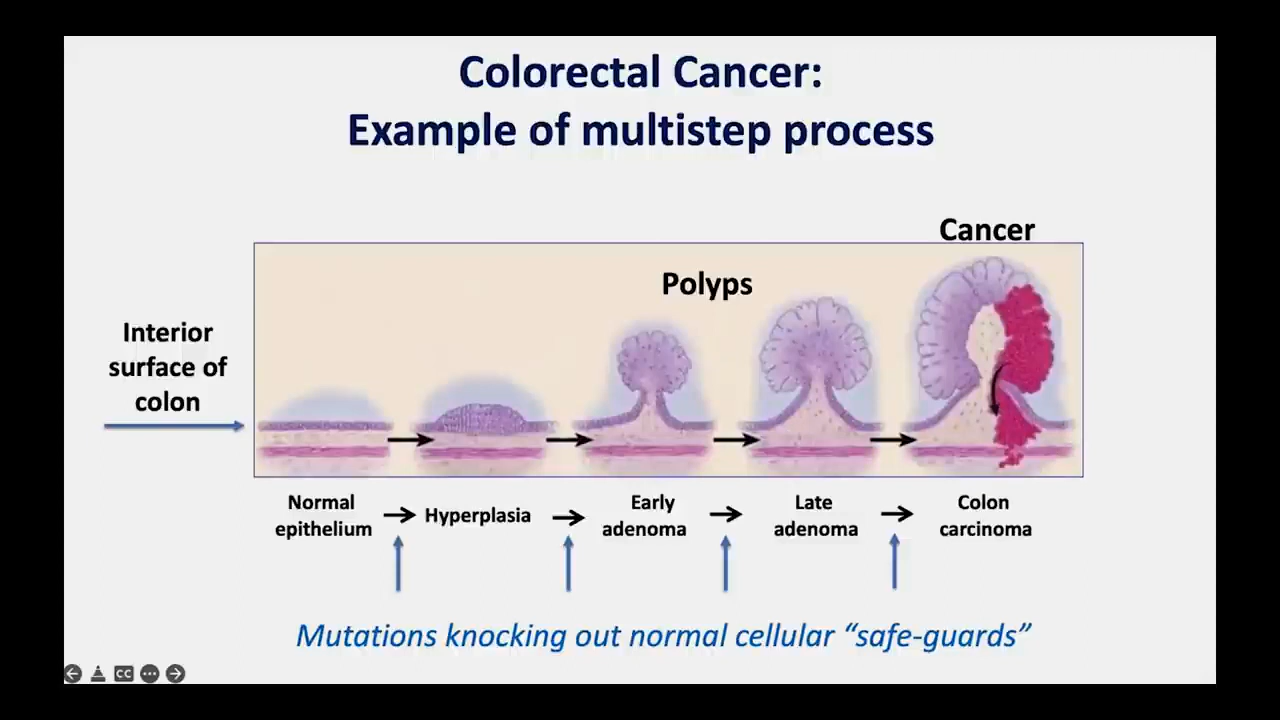 Colorectal Cancer:
Example of multistep process
Cancer
Polyps
Interior
surface of
colon
Normal
epithelium
Hyperplasia
Early
adenoma
Late
adenoma
Colon
carcinoma
Mutations knocking out normal cellular “safe-guards”
CC